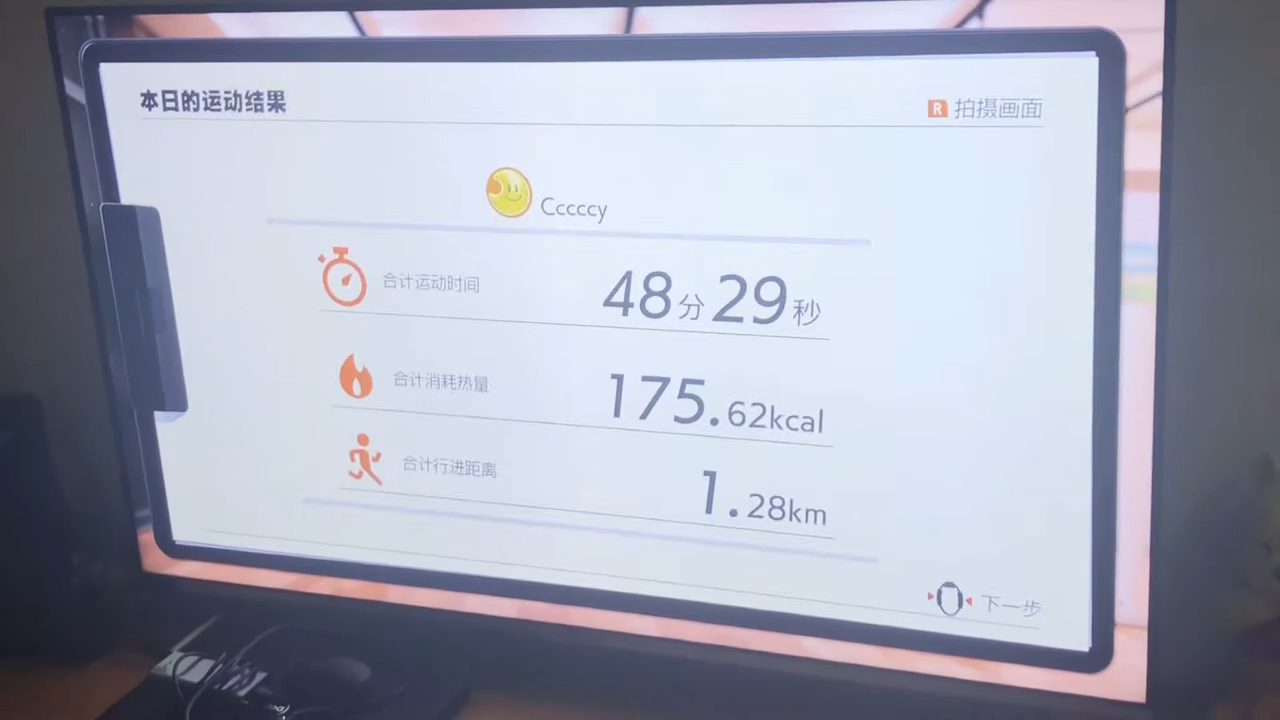 本日的运动结果
R 拍摄画面
Cccccy
合计运动时间 48分29秒
合计消耗热量 175.62kcal
合计行进距离 1.28km
下一步